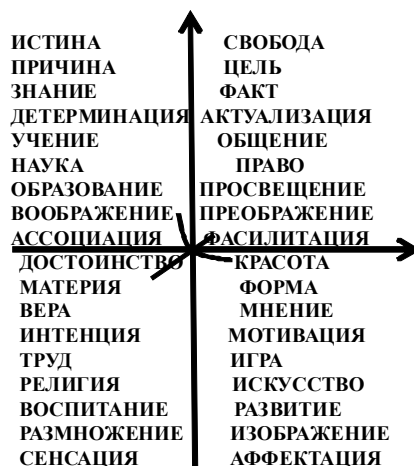 ИСТИНА СВОБОДА
ПРИЧИНА ЦЕЛЬ
ЗНАНИЕ ФАКТ
ДЕТЕРМИНАЦИЯ АКТУАЛИЗАЦИЯ
УЧЕНИЕ ОБЩЕНИЕ
НАУКА ПРАВО
ОБРАЗОВАНИЕ ПРОСВЕЩЕНИЕ
ВООБРАЖЕНИЕ ПРЕОБРАЖЕНИЕ
АССОЦИАЦИЯ ФАСИЛИТАЦИЯ
ДОСТОИНСТВО КРАСОТА
МАТЕРИЯ ФОРМА
ВЕРА МНЕНИЕ
ИНТЕНЦИЯ МОТИВАЦИЯ
ТРУД ИГРА
РЕЛИГИЯ ИСКУССТВО
ВОСПИТАНИЕ РАЗВИТИЕ
РАЗМНОЖЕНИЕ ИЗОБРАЖЕНИЕ
СЕНСАЦИЯ АФФЕКТАЦИЯ